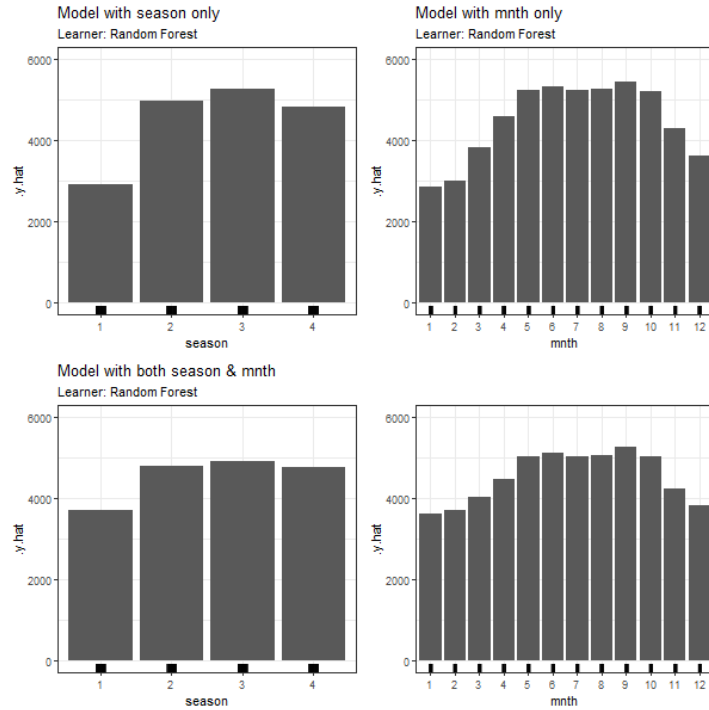 Model with season only
Learner: Random Forest
6000
4000
2000
0
.y.hat
1 2 3 4
season
Model with mnth only
Learner: Random Forest
6000
4000
2000
0
.y.hat
1 2 3 4 5 6 7 8 9 10 11 12
mnth
Model with both season & mnth
Learner: Random Forest
6000
4000
2000
0
.y.hat
1 2 3 4
season
6000
4000
2000
0
.y.hat
1 2 3 4 5 6 7 8 9 10 11 12
mnth